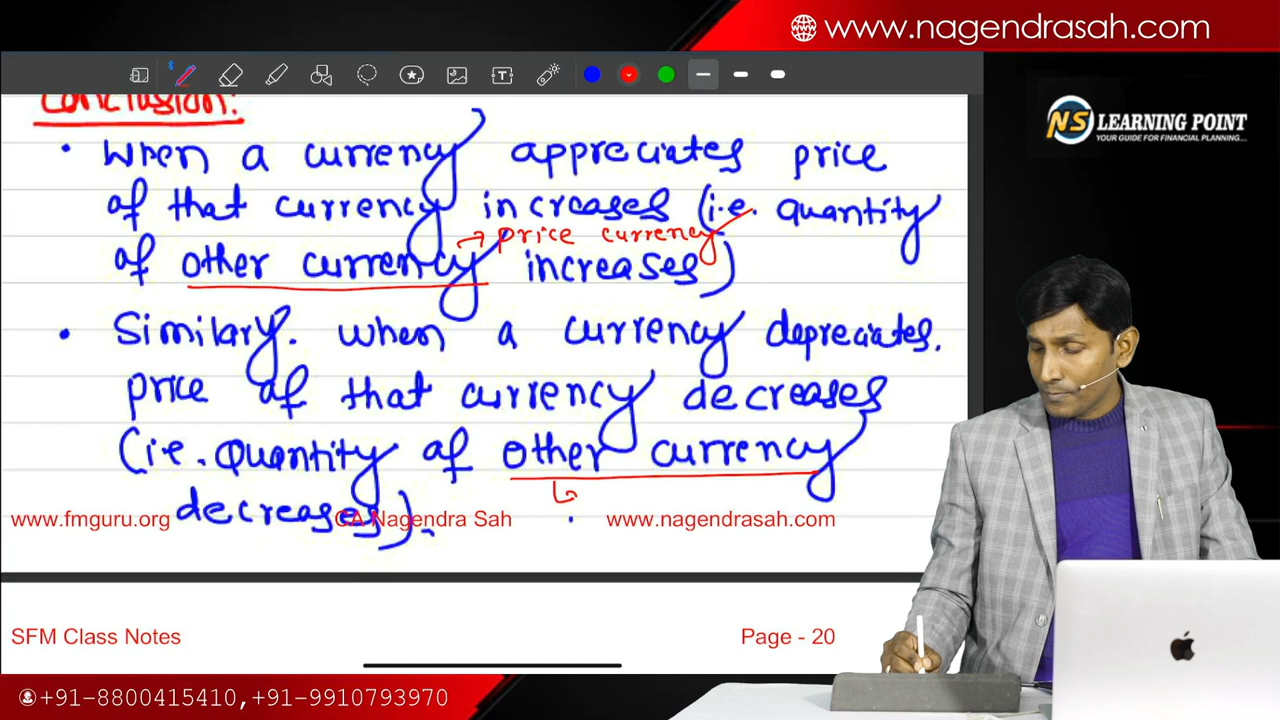 www.nagendrasah.com
NS LEARNING POINT
YOUR GUIDE FOR FINANCIAL PLANNING....
Conclusion:
• When a currency appreciates price
of that currency increases (i.e. quantity
→ price currency
of other currency increases)
• Similary. when a currency depreciates.
price of that currency decreases
(i.e. Quantity of other currency
decreases).
www.fmguru.org CA Nagendra Sah www.nagendrasah.com
SFM Class Notes Page - 20
+91-8800415410,+91-9910793970